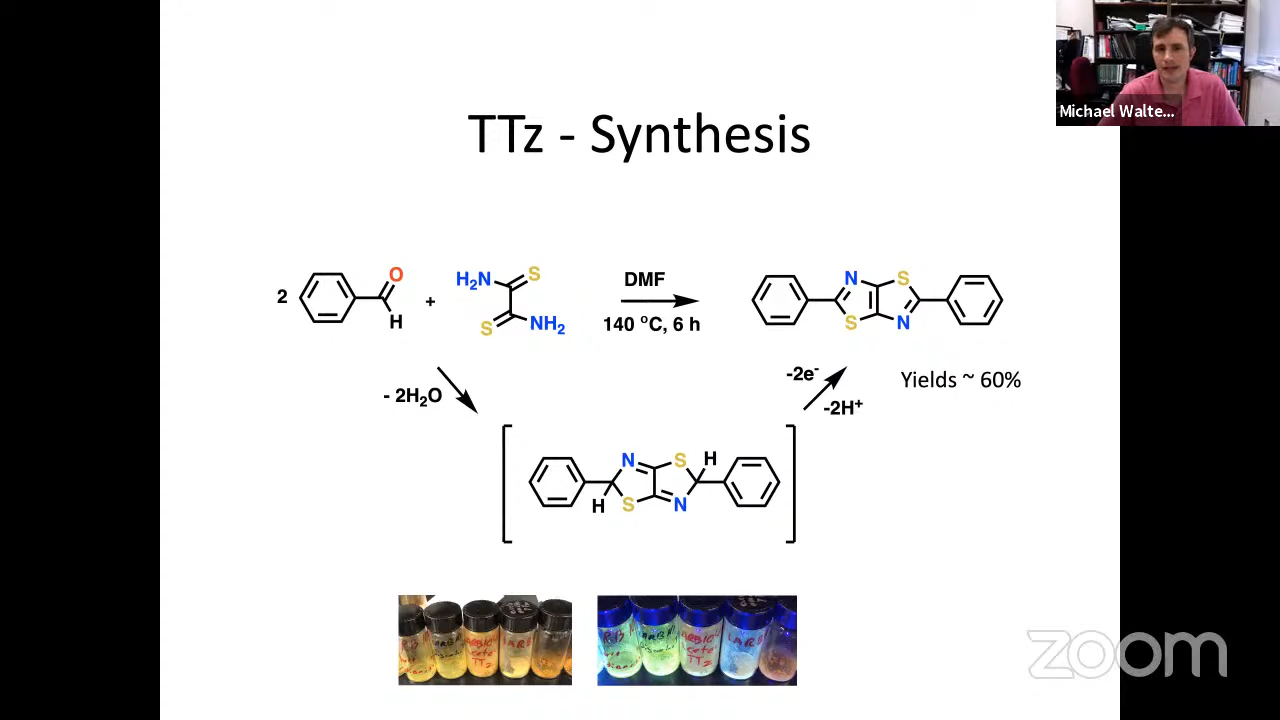 Michael Walte...
TTz - Synthesis
2
O
H
+
H2N
S
S
NH2
DMF
140 °C, 6 h
N
S
S
N
- 2H2O
-2e-
-2H+
Yields ~ 60%
N
S
H
H
S
N
zoom